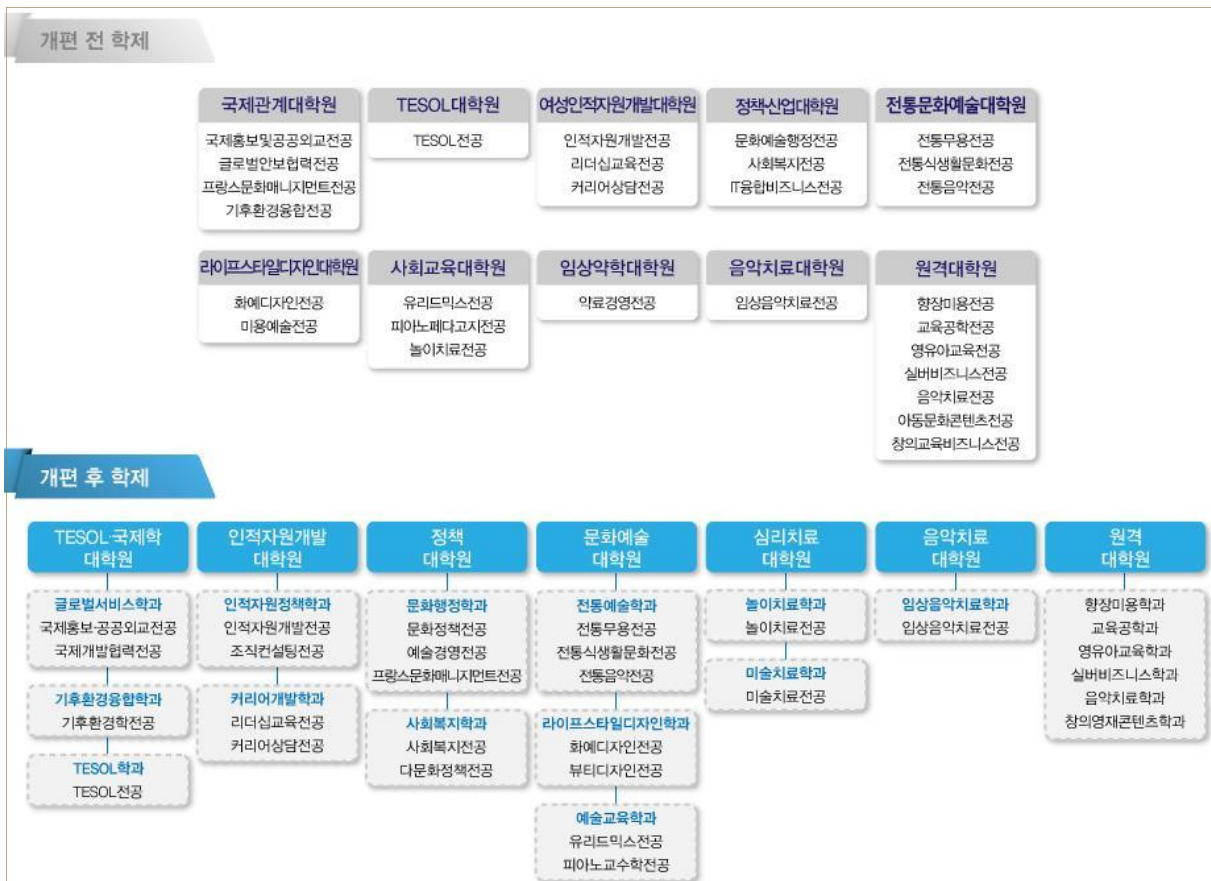 개편 전 학제
국제관계대학원
국제홍보및공공외교전공
글로벌안보협력전공
프랑스문화매니지먼트전공
기후환경융합전공
TESOL대학원
TESOL전공
여성인적자원개발대학원
인적자원개발전공
리더십교육전공
커리어상담전공
정책산업대학원
문화예술행정전공
사회복지전공
IT융합비즈니스전공
전통문화예술대학원
전통무용전공
전통식생활문화전공
전통음악전공
라이프스타일디자인대학원
화예디자인전공
미용예술전공
사회교육대학원
유리드믹스전공
피아노페다고지전공
놀이치료전공
임상약학대학원
약료경영전공
음악치료대학원
임상음악치료전공
원격대학원
향장미용전공
교육공학전공
영유아교육전공
실버비즈니스전공
음악치료전공
아동문화콘텐츠전공
창의교육비즈니스전공
개편 후 학제
TESOL·국제학
대학원
글로벌서비스학과
국제홍보·공공외교전공
국제개발협력전공
기후환경융합학과
기후환경학전공
TESOL학과
TESOL전공
인적자원개발
대학원
인적자원정책학과
인적자원개발전공
조직컨설팅전공
커리어개발학과
리더십교육전공
커리어상담전공
정책
대학원
문화행정학과
문화정책전공
예술경영전공
프랑스문화매니지먼트전공
사회복지학과
사회복지전공
다문화정책전공
문화예술
대학원
전통예술학과
전통무용전공
전통식생활문화전공
전통음악전공
라이프스타일디자인학과
화예디자인전공
뷰티디자인전공
예술교육학과
유리드믹스전공
피아노교수학전공
심리치료
대학원
놀이치료학과
놀이치료전공
미술치료학과
미술치료전공
음악치료
대학원
임상음악치료학과
임상음악치료전공
원격
대학원
향장미용학과
교육공학과
영유아교육학과
실버비즈니스학과
음악치료학과
창의영재콘텐츠학과